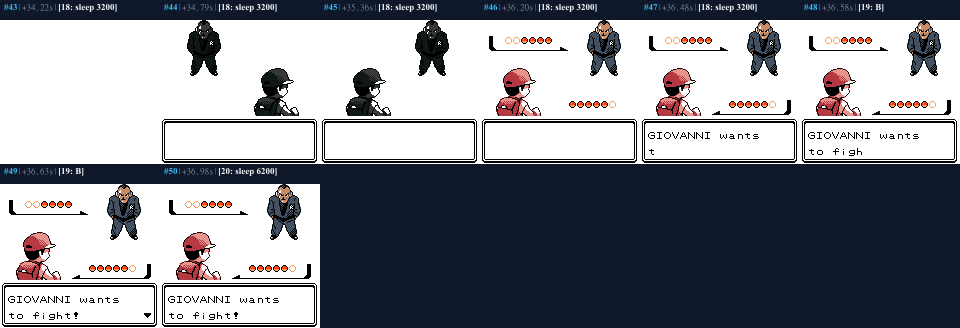 #43|+34.22s|[18: sleep 3200]
#44|+34.79s|[18: sleep 3200]
#45|+35.36s|[18: sleep 3200]
#46|+36.20s|[18: sleep 3200]
#47|+36.48s|[18: sleep 3200]
#48|+36.58s|[19: B]
R
R
R
R
R
GIOVANNI wants
t
GIOVANNI wants
to figh
#49|+36.63s|[19: B]
#50|+36.98s|[20: sleep 6200]
R
R
GIOVANNI wants
to fight!
GIOVANNI wants
to fight!